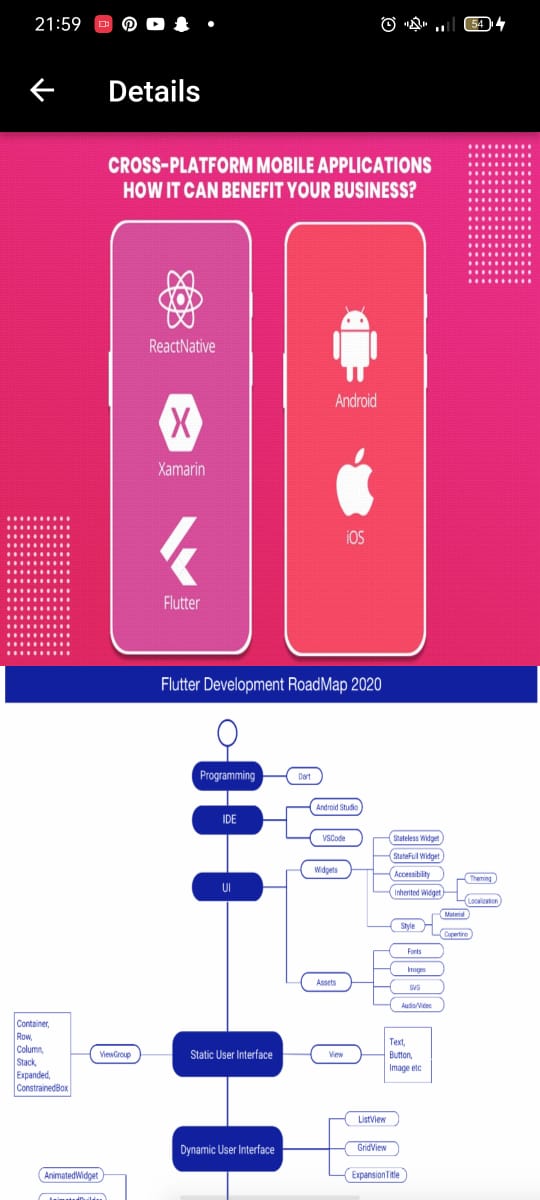 21:59
54
Details
CROSS-PLATFORM MOBILE APPLICATIONS
HOW IT CAN BENEFIT YOUR BUSINESS?
ReactNative
Xamarin
Flutter
Android
iOS
Flutter Development RoadMap 2020
Programming
Dart
IDE
Android Studio
VSCode
UI
Widgets
Stateless Widget
StateFull Widget
Accessibility
Inherited Widget
Theming
Localization
Style
Material
Cupertino
Assets
Fonts
Images
SVG
Audio/Video
Container,
Row,
Column,
Stack,
Expanded,
ConstrainedBox
ViewGroup
Static User Interface
View
Text,
Button,
Image etc
Dynamic User Interface
ListView
GridView
ExpansionTitle
AnimatedWidget
AnimatedBuilder